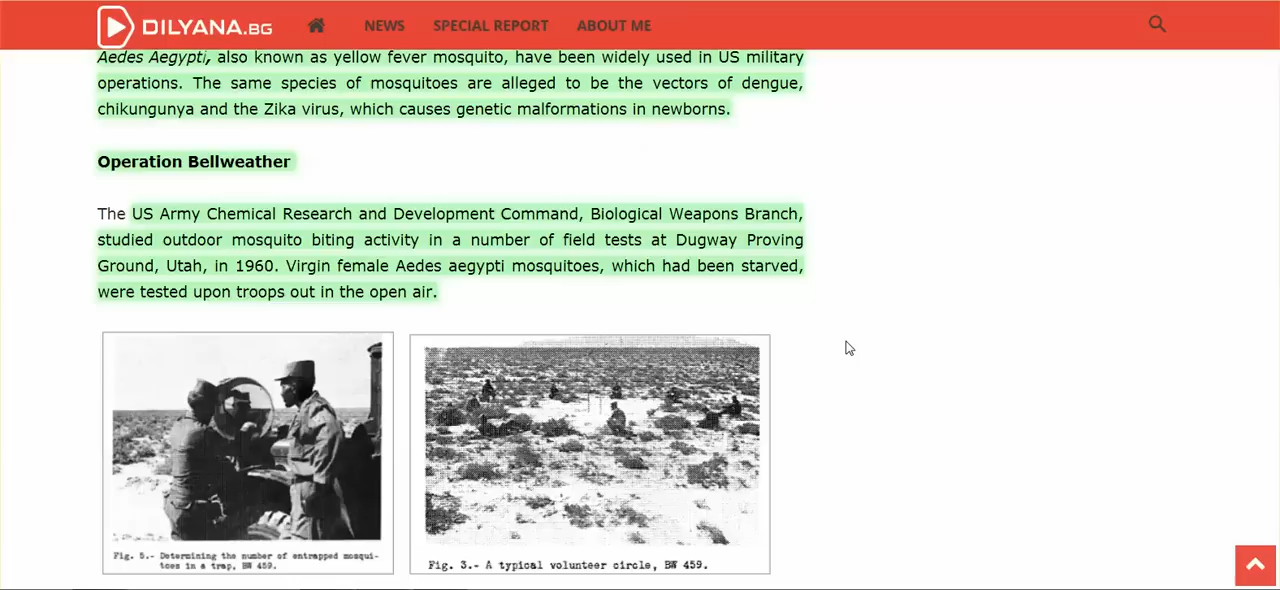 DILYANA.BG NEWS SPECIAL REPORT ABOUT ME
Aedes Aegypti, also known as yellow fever mosquito, have been widely used in US military
operations. The same species of mosquitoes are alleged to be the vectors of dengue,
chikungunya and the Zika virus, which causes genetic malformations in newborns.
Operation Bellweather
The US Army Chemical Research and Development Command, Biological Weapons Branch,
studied outdoor mosquito biting activity in a number of field tests at Dugway Proving
Ground, Utah, in 1960. Virgin female Aedes aegypti mosquitoes, which had been starved,
were tested upon troops out in the open air.
Fig. 5.- Determining the number of entrapped mosqui-
toes in a trap, BW 459.
Fig. 3.- A typical volunteer circle, BW 459.